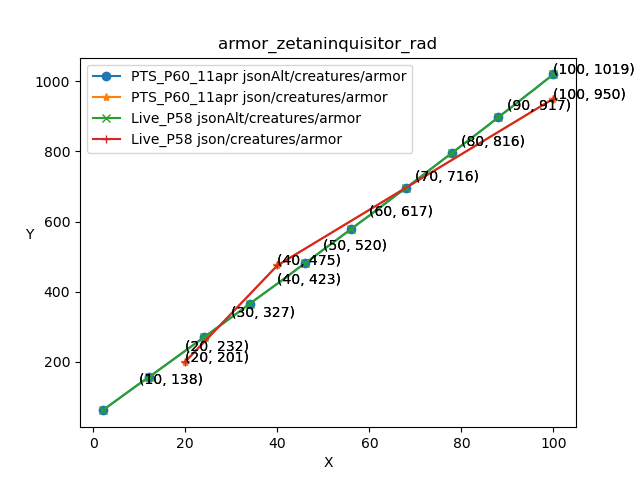 armor_zetaninquisitor_rad
PTS_P60_11apr jsonAlt/creatures/armor
PTS_P60_11apr json/creatures/armor
Live_P58 jsonAlt/creatures/armor
Live_P58 json/creatures/armor
(100, 1019)
(100, 950)
(90, 917)
(80, 816)
(70, 716)
(60, 617)
(50, 520)
(40, 475)
(40, 423)
(30, 327)
(20, 232)
(20, 201)
(10, 138)
1000
800
600
400
200
Y
0 20 40 60 80 100
X